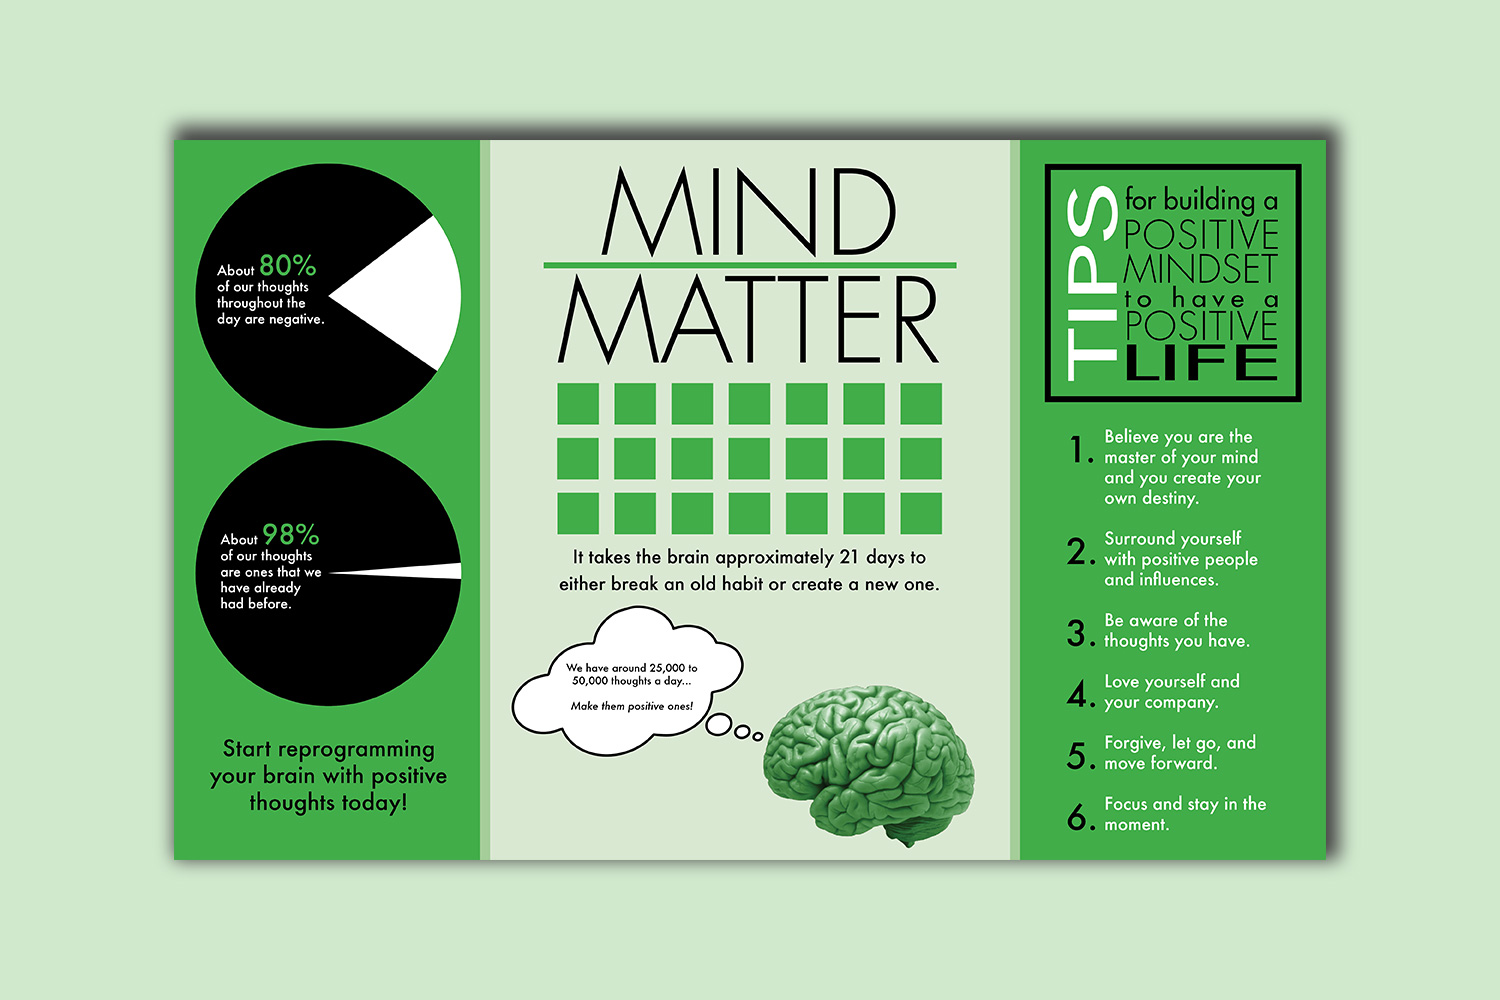 About 80%
of our thoughts
throughout the
day are negative.
About 98%
of our thoughts
are ones that we
have already
had before.
Start reprogramming
your brain with positive
thoughts today!
MIND
MATTER
It takes the brain approximately 21 days to
either break an old habit or create a new one.
We have around 25,000 to
50,000 thoughts a day...
Make them positive ones!
TIPS
for building a
POSITIVE
MINDSET
to have a
POSITIVE
LIFE
1. Believe you are the
master of your mind
and you create your
own destiny.
2. Surround yourself
with positive people
and influences.
3. Be aware of the
thoughts you have.
4. Love yourself and
your company.
5. Forgive, let go, and
move forward.
6. Focus and stay in the
moment.